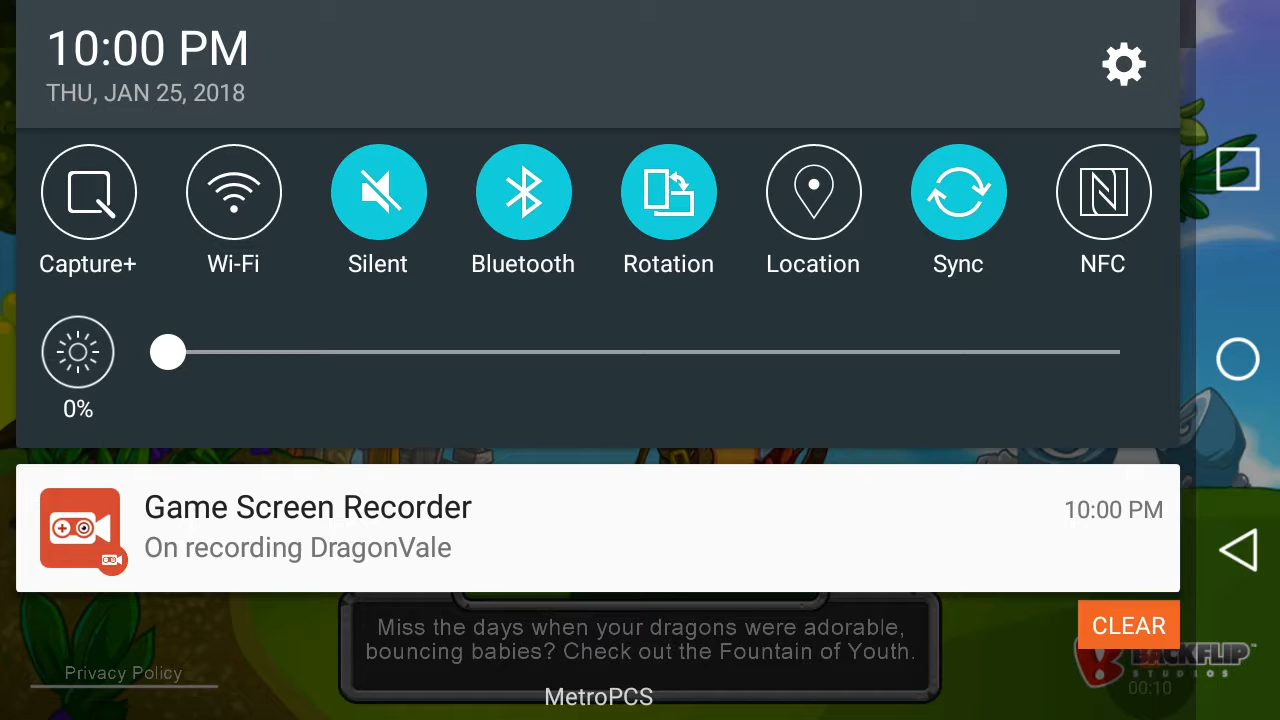 10:00 PM
THU, JAN 25, 2018
Capture+ Wi-Fi Silent Bluetooth Rotation Location Sync NFC
0%
Game Screen Recorder 10:00 PM
On recording DragonVale
CLEAR
Miss the days when your dragons were adorable,
bouncing babies? Check out the Fountain of Youth.
Privacy Policy
BACKFLIP™
STUDIOS
00:10
MetroPCS